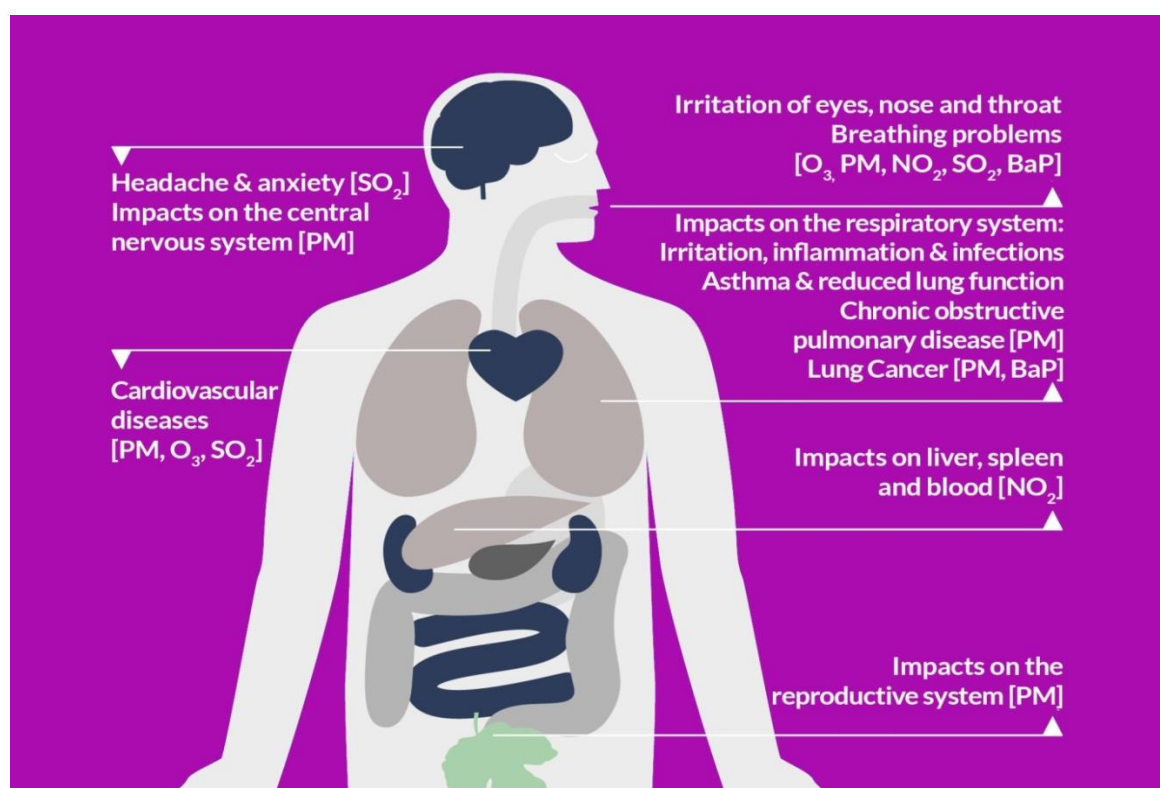 Headache & anxiety [SO₂]
Impacts on the central
nervous system [PM]
Cardiovascular
diseases
[PM, O₃, SO₂]
Irritation of eyes, nose and throat
Breathing problems
[O₃, PM, NO₂, SO₂, BaP]
Impacts on the respiratory system:
Irritation, inflammation & infections
Asthma & reduced lung function
Chronic obstructive
pulmonary disease [PM]
Lung Cancer [PM, BaP]
Impacts on liver, spleen
and blood [NO₂]
Impacts on the
reproductive system [PM]